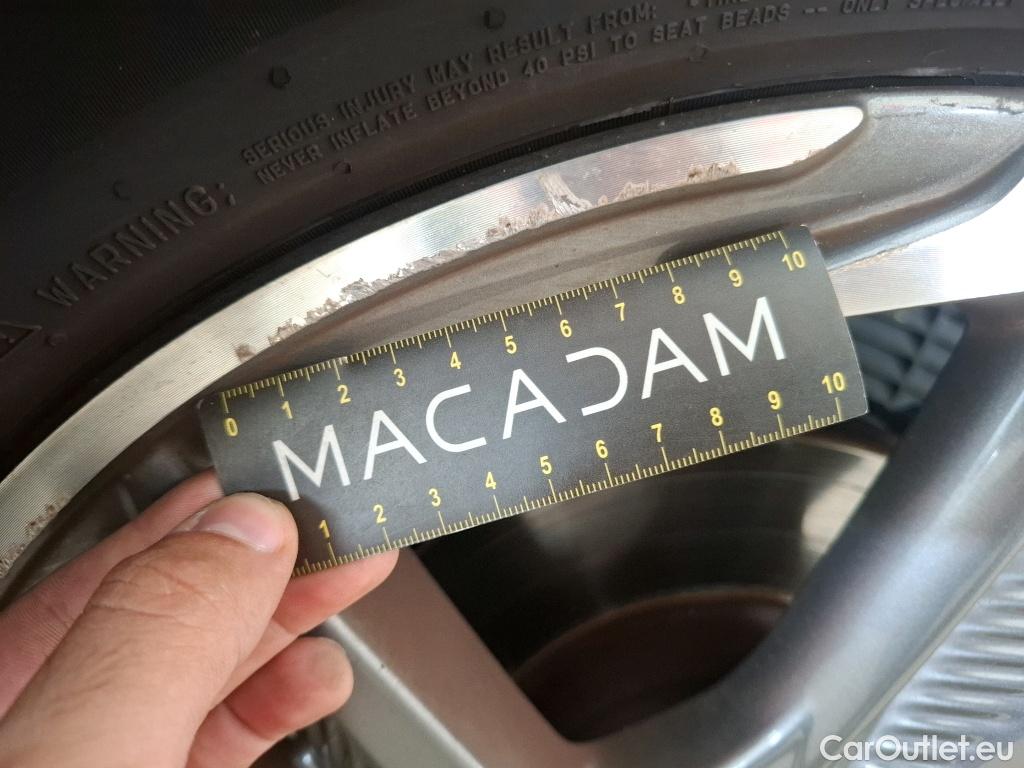 SERIOUS INJURY MAY RESULT FROM:
WARNING: NEVER INFLATE BEYOND 40 PSI TO SEAT BEADS -- ONLY
0 1 2 3 4 5 6 7 8 9 10
MACADAM
1 2 3 4 5 6 7 8 9 10
CarOutlet.eu